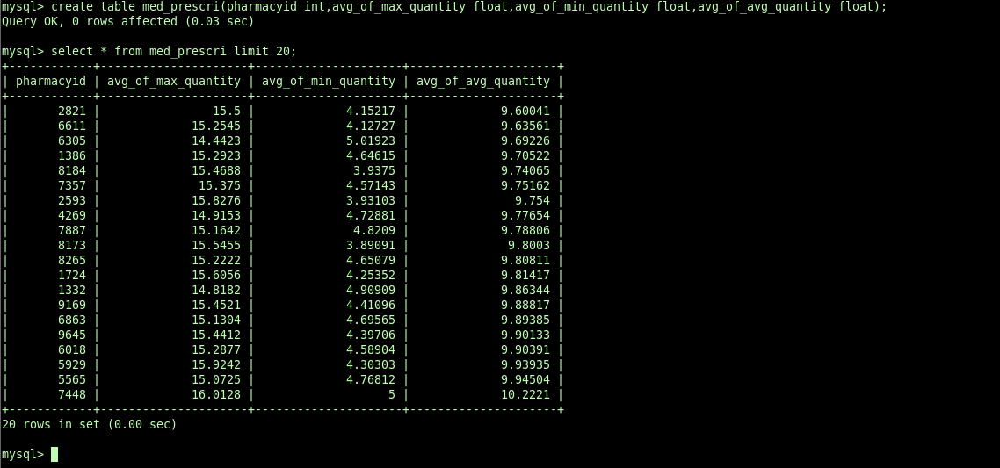 mysql> create table med_prescri(pharmacyid int,avg_of_max_quantity float,avg_of_min_quantity float,avg_of_avg_quantity float);
Query OK, 0 rows affected (0.03 sec)

mysql> select * from med_prescri limit 20;
+------------+---------------------+---------------------+---------------------+
| pharmacyid | avg_of_max_quantity | avg_of_min_quantity | avg_of_avg_quantity |
+------------+---------------------+---------------------+---------------------+
|       2821 |                15.5 |             4.15217 |             9.60041 |
|       6611 |             15.2545 |             4.12727 |             9.63561 |
|       6305 |             14.4423 |             5.01923 |             9.69226 |
|       1386 |             15.2923 |             4.64615 |             9.70522 |
|       8184 |             15.4688 |              3.9375 |             9.74065 |
|       7357 |              15.375 |             4.57143 |             9.75162 |
|       2593 |             15.8276 |             3.93103 |               9.754 |
|       4269 |             14.9153 |             4.72881 |             9.77654 |
|       7887 |             15.1642 |              4.8209 |             9.78806 |
|       8173 |             15.5455 |             3.89091 |              9.8003 |
|       8265 |             15.2222 |             4.65079 |             9.80811 |
|       1724 |             15.6056 |             4.25352 |             9.81417 |
|       1332 |             14.8182 |             4.90909 |             9.86344 |
|       9169 |             15.4521 |             4.41096 |             9.88817 |
|       6863 |             15.1304 |             4.69565 |             9.89385 |
|       9645 |             15.4412 |             4.39706 |             9.90133 |
|       6018 |             15.2877 |             4.58904 |             9.90391 |
|       5929 |             15.9242 |             4.30303 |             9.93935 |
|       5565 |             15.0725 |             4.76812 |             9.94504 |
|       7448 |             16.0128 |                   5 |             10.2221 |
+------------+---------------------+---------------------+---------------------+
20 rows in set (0.00 sec)

mysql>